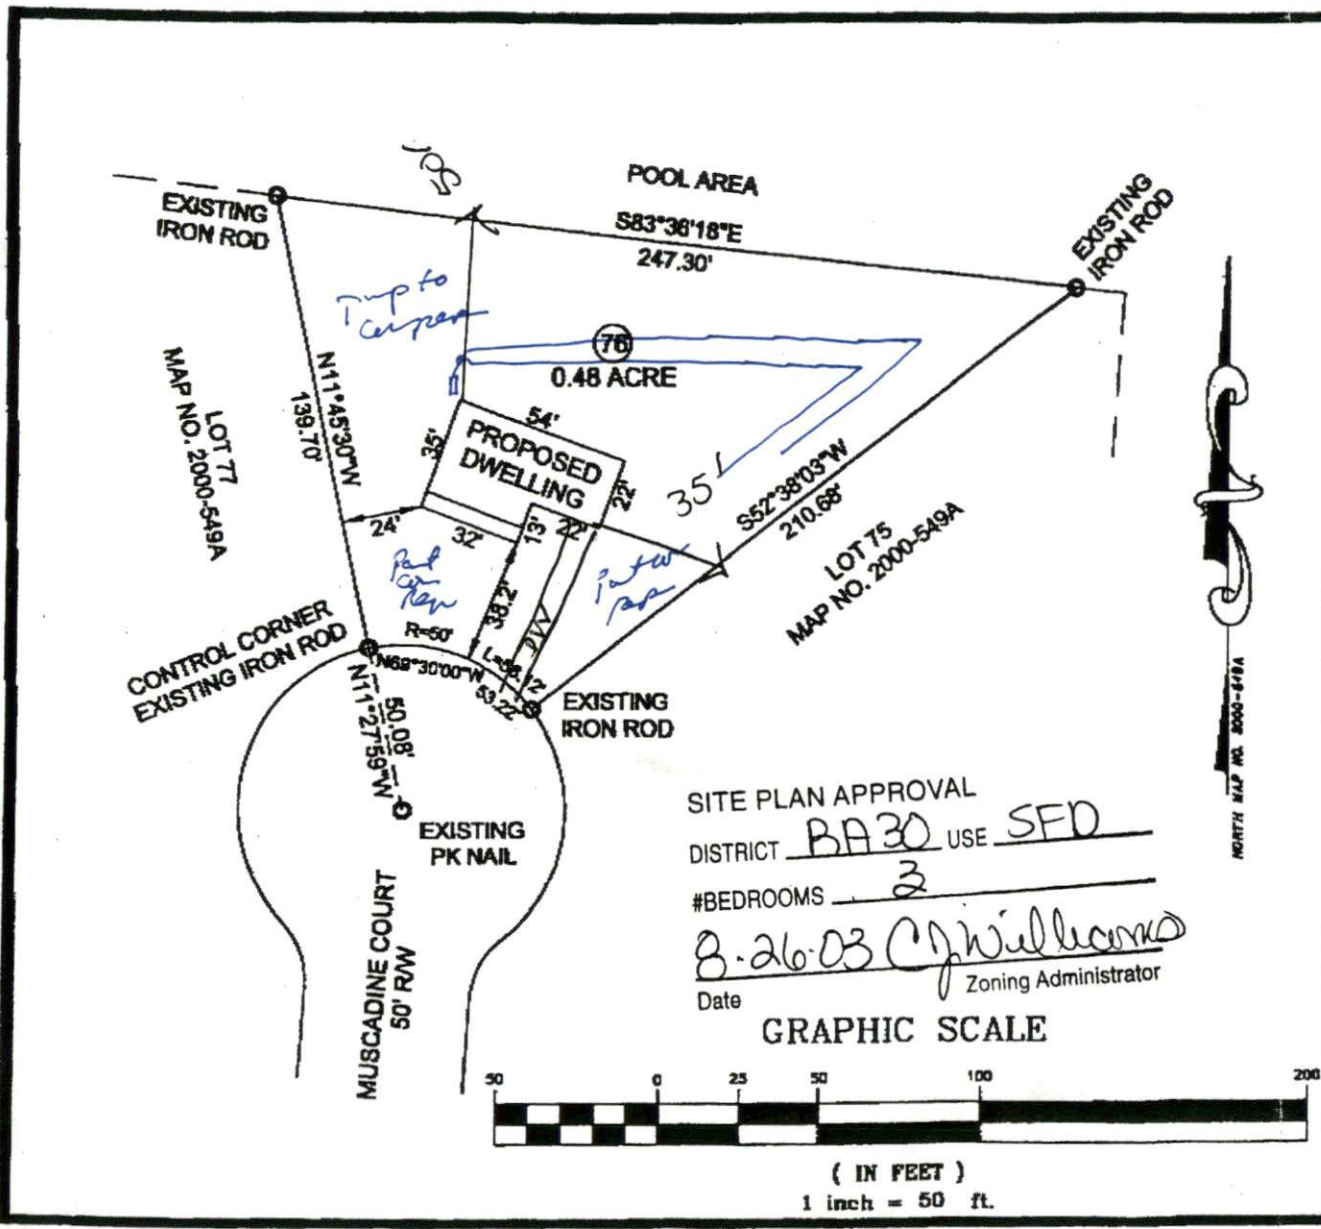 POOL AREA
S83°36'18"E
247.30'
EXISTING
IRON ROD
EXISTING
IRON ROD
76
0.48 ACRE
LOT 77
MAP NO. 2000-549A
N11°45'30"W
139.70'
54'
35'
PROPOSED
DWELLING
22'
35'
S52°38'03"W
210.68'
LOT 75
MAP NO. 2000-549A
24'
32'
13'
22'
38.2'
CONTROL CORNER
EXISTING IRON ROD
R=50'
N69°30'00"W
53.22'
EXISTING
IRON ROD
50.08'
N11°27'59"W
EXISTING
PK NAIL
MUSCADINE COURT
50' R/W
NORTH MAP NO. 2000-549A
SITE PLAN APPROVAL
DISTRICT RA30 USE SFD
#BEDROOMS 3
8-26-03 CJ Williams
Date Zoning Administrator
GRAPHIC SCALE
50 0 25 50 100 200
( IN FEET )
1 inch = 50 ft.